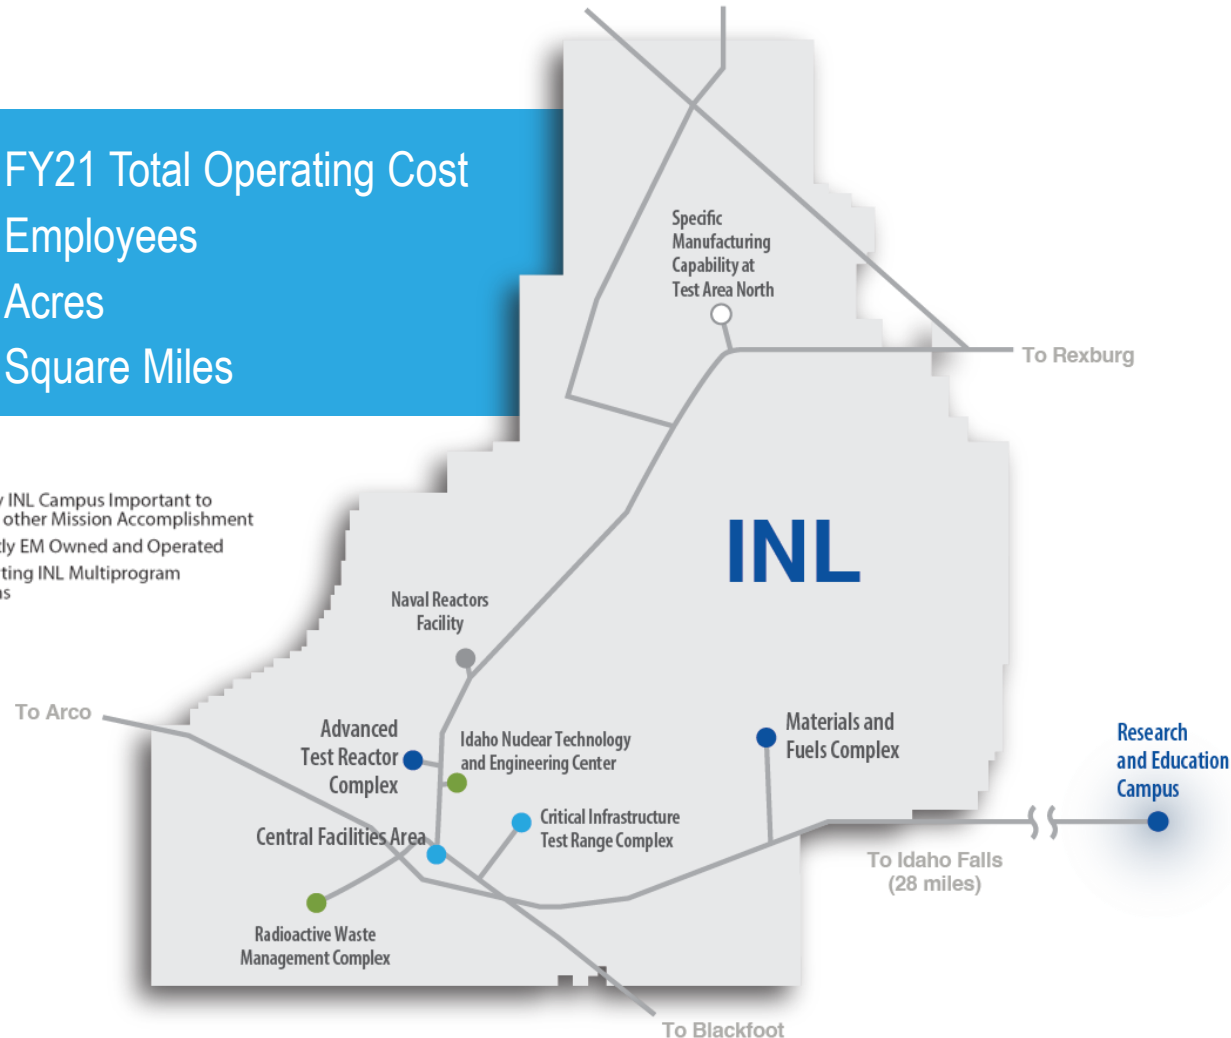 FY21 Total Operating Cost
Employees
Acres
Square Miles
INL Campus Important to
other Mission Accomplishment
EM Owned and Operated
INL Multiprogram
Specific
Manufacturing
Capability at
Test Area North
To Rexburg
INL
Naval Reactors
Facility
To Arco
Advanced
Test Reactor
Complex
Idaho Nuclear Technology
and Engineering Center
Materials and
Fuels Complex
Research
and Education
Campus
Central Facilities Area
Critical Infrastructure
Test Range Complex
To Idaho Falls
(28 miles)
Radioactive Waste
Management Complex
To Blackfoot